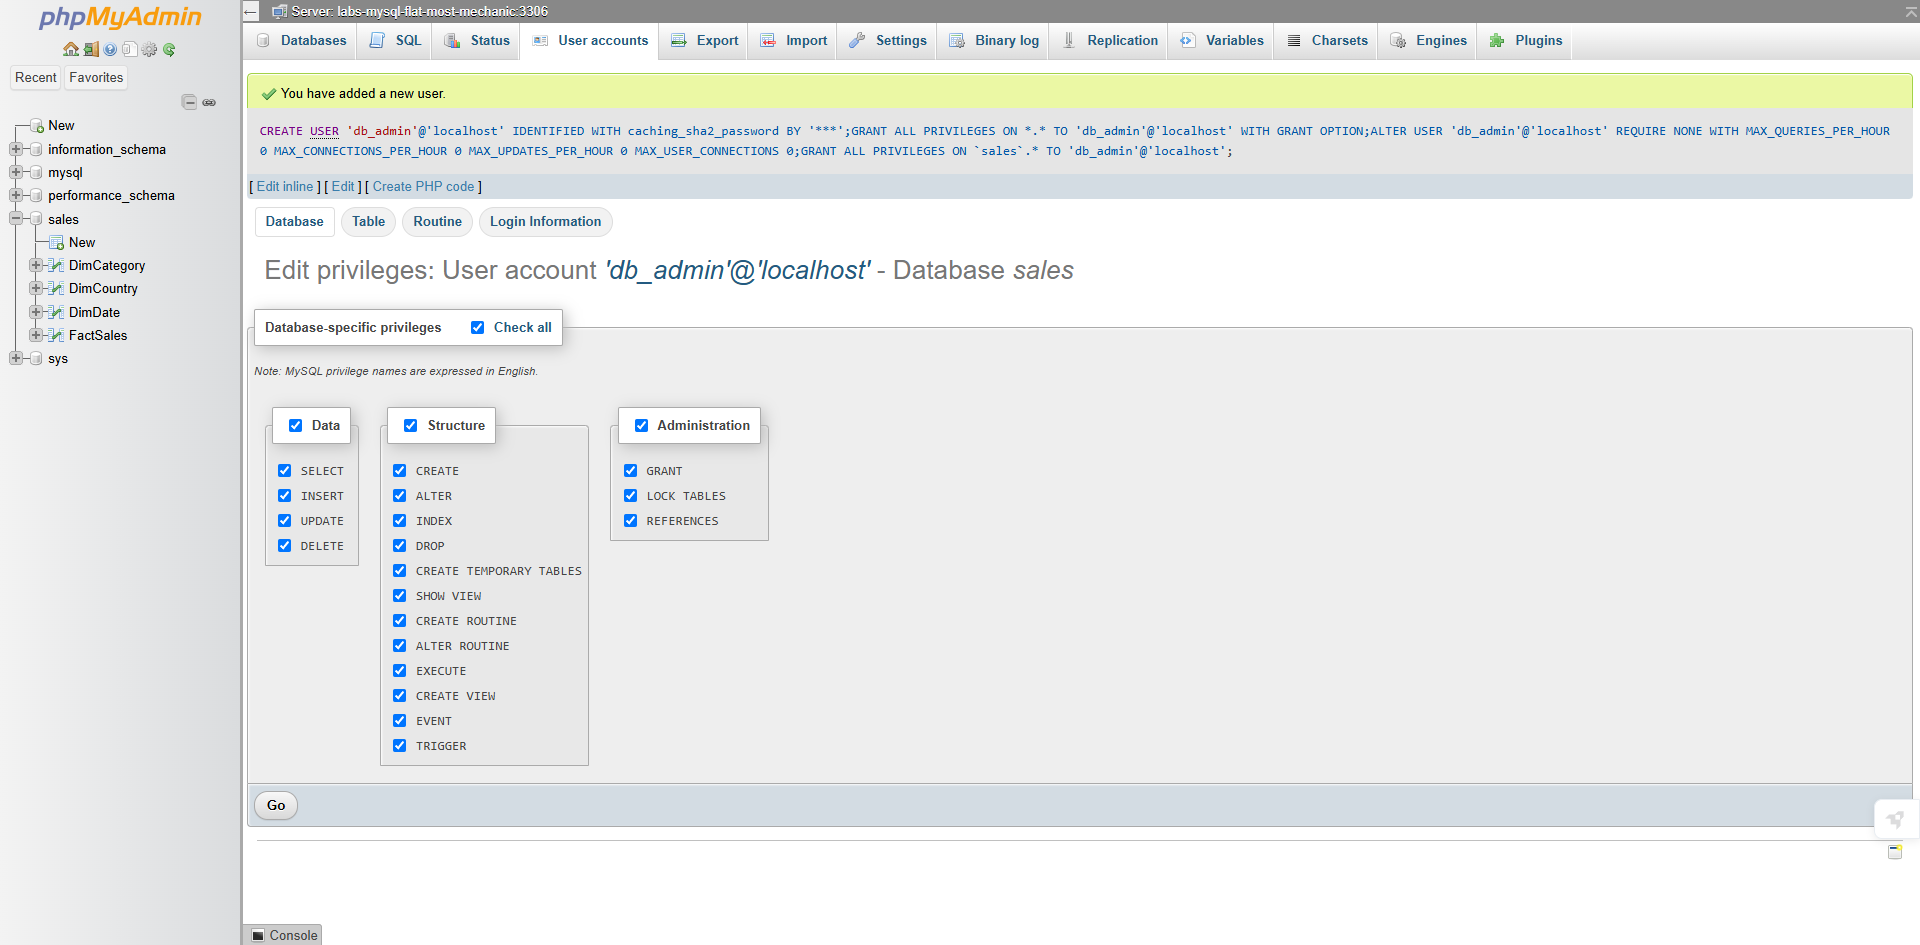 phpMyAdmin
Recent
Favorites
New
information_schema
mysql
performance_schema
sales
New
DimCategory
DimCountry
DimDate
FactSales
sys
Server: labs-mysql-flat-most-mechanic:3306
Databases
SQL
Status
User accounts
Export
Import
Settings
Binary log
Replication
Variables
Charsets
Engines
Plugins
You have added a new user.
CREATE USER 'db_admin'@'localhost' IDENTIFIED WITH caching_sha2_password BY '***';GRANT ALL PRIVILEGES ON *.* TO 'db_admin'@'localhost' WITH GRANT OPTION;ALTER USER 'db_admin'@'localhost' REQUIRE NONE WITH MAX_QUERIES_PER_HOUR
0 MAX_CONNECTIONS_PER_HOUR 0 MAX_UPDATES_PER_HOUR 0 MAX_USER_CONNECTIONS 0;GRANT ALL PRIVILEGES ON `sales`.* TO 'db_admin'@'localhost';
[ Edit inline ] [ Edit ] [ Create PHP code ]
Database
Table
Routine
Login Information
Edit privileges: User account 'db_admin'@'localhost' - Database sales
Database-specific privileges
Check all
Note: MySQL privilege names are expressed in English.
Data
SELECT
INSERT
UPDATE
DELETE
Structure
CREATE
ALTER
INDEX
DROP
CREATE TEMPORARY TABLES
SHOW VIEW
CREATE ROUTINE
ALTER ROUTINE
EXECUTE
CREATE VIEW
EVENT
TRIGGER
Administration
GRANT
LOCK TABLES
REFERENCES
Go
Console